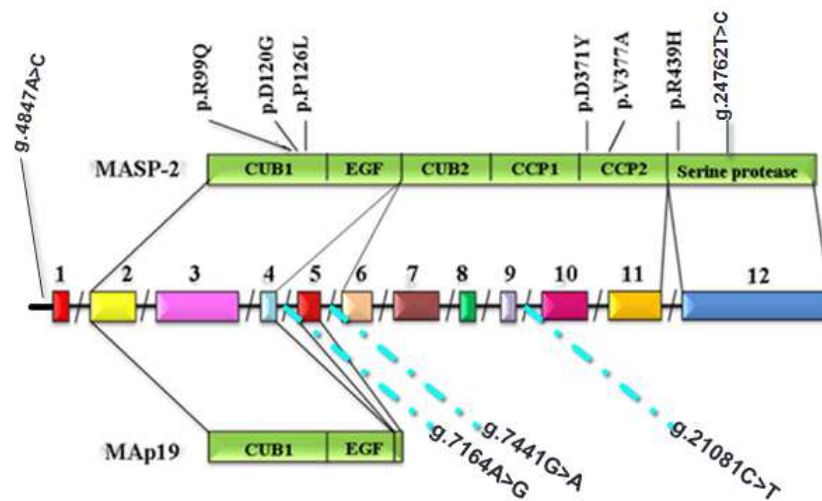 g.4847A>C
p.R99Q
p.D120G
p.P126L
p.D371Y
p.V377A
p.R439H
g.24762T>C
MASP-2
CUB1 EGF CUB2 CCP1 CCP2 Serine protease
1 2 3 4 5 6 7 8 9 10 11 12
MAp19
CUB1 EGF
g.7164A>G
g.7441G>A
g.21081C>T